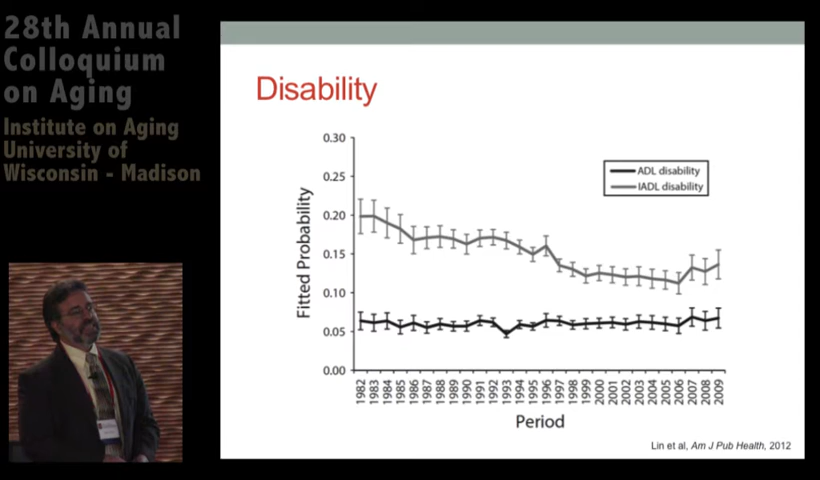 28th Annual
Colloquium
on Aging
Institute on Aging
University of
Wisconsin - Madison
Disability
0.30
0.25
0.20
0.15
0.10
0.05
0.00
Fitted Probability
ADL disability
IADL disability
1982 1983 1984 1985 1986 1987 1988 1989 1990 1991 1992 1993 1994 1995 1996 1997 1998 1999 2000 2001 2002 2003 2004 2005 2006 2007 2008 2009
Period
Lin et al, Am J Pub Health, 2012